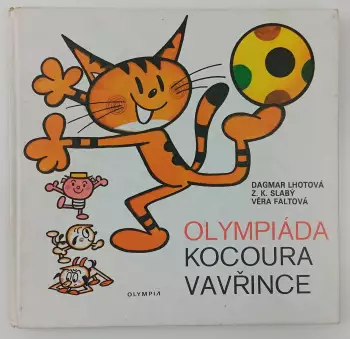 DAGMAR LHOTOVÁ
Z. K. SLABÝ
VĚRA FALTOVÁ
OLYMPIÁDA
KOCOURA
VAVŘINCE
OLYMPIA